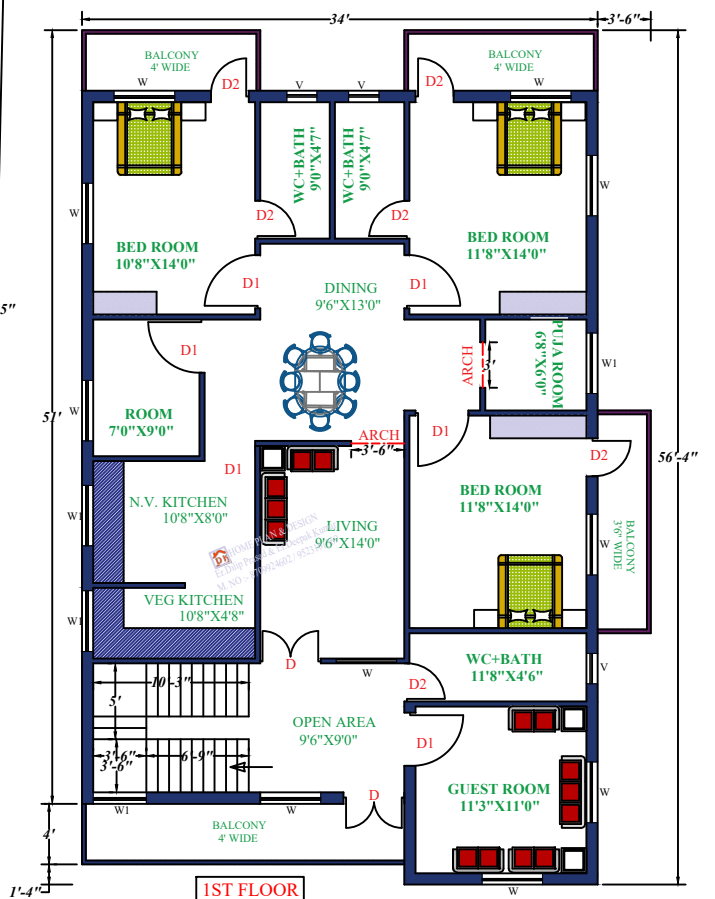 34'
3'-6"
BALCONY
4' WIDE
BALCONY
4' WIDE
W
D2
V
V
D2
W
WC+BATH
9'0"X4'7"
WC+BATH
9'0"X4'7"
W
W
D2
D2
BED ROOM
10'8"X14'0"
BED ROOM
11'8"X14'0"
D1
D1
DINING
9'6"X13'0"
5"
D1
ARCH
3'
PUJA ROOM
6'8"X6'0"
W1
ROOM
7'0"X9'0"
W
51'
ARCH
3'-6"
D1
D2
56'-4"
D1
N.V. KITCHEN
10'8"X8'0"
W1
BED ROOM
11'8"X14'0"
LIVING
9'6"X14'0"
W
BALCONY
3'6" WIDE
HOME PLAN & DESIGN
VEG KITCHEN
10'8"X4'8"
W1
D
W
WC+BATH
11'8"X4'6"
V
D2
10'-3"
5'
OPEN AREA
9'6"X9'0"
D1
3'-6"
6'-9"
3'-6"
GUEST ROOM
11'3"X11'0"
W
D
W1
W
BALCONY
4' WIDE
4'
1'-4"
1ST FLOOR
W